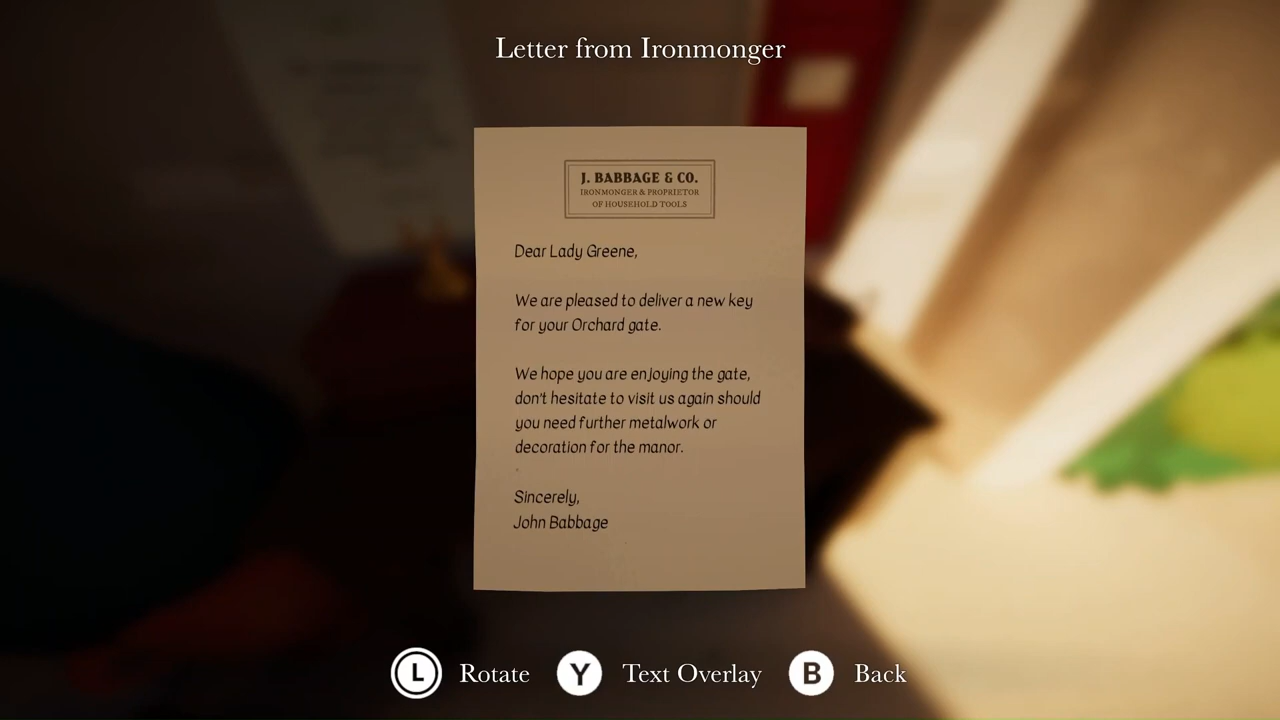 Letter from Ironmonger
J. BABBAGE & CO.
IRONMONGER & PROPRIETOR
OF HOUSEHOLD TOOLS
Dear Lady Greene,
We are pleased to deliver a new key
for your Orchard gate.
We hope you are enjoying the gate,
don't hesitate to visit us again should
you need further metalwork or
decoration for the manor.
Sincerely,
John Babbage
L Rotate Y Text Overlay B Back